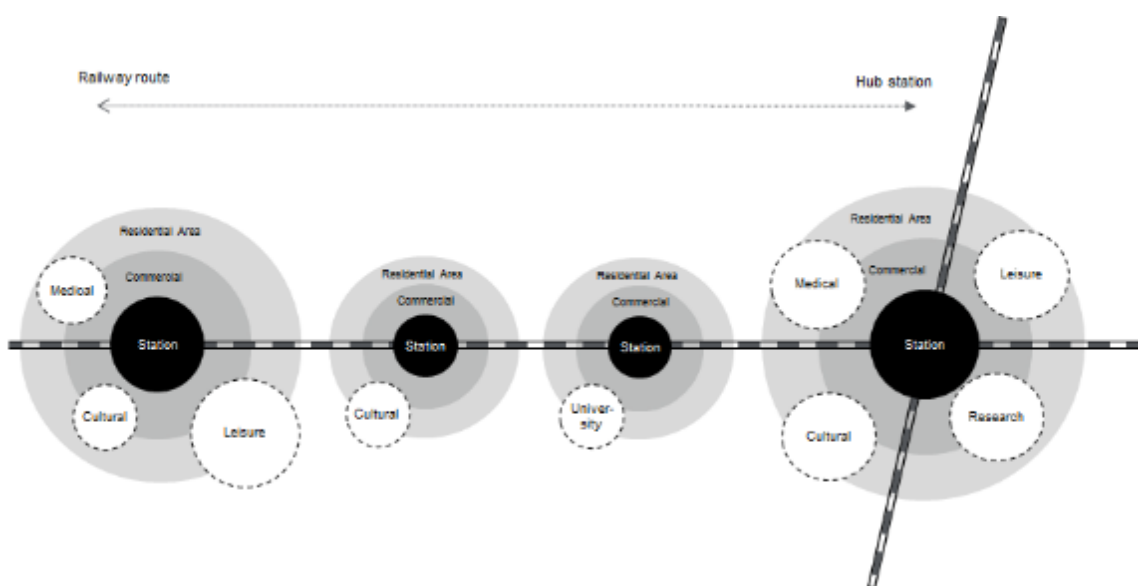 Railway route
Hub station
Residential Area
Commercial
Medical
Station
Cultural
Leisure
Residential Area
Commercial
Station
Cultural
Residential Area
Commercial
Station
Univer-
sity
Residential Area
Commercial
Medical
Leisure
Station
Cultural
Research